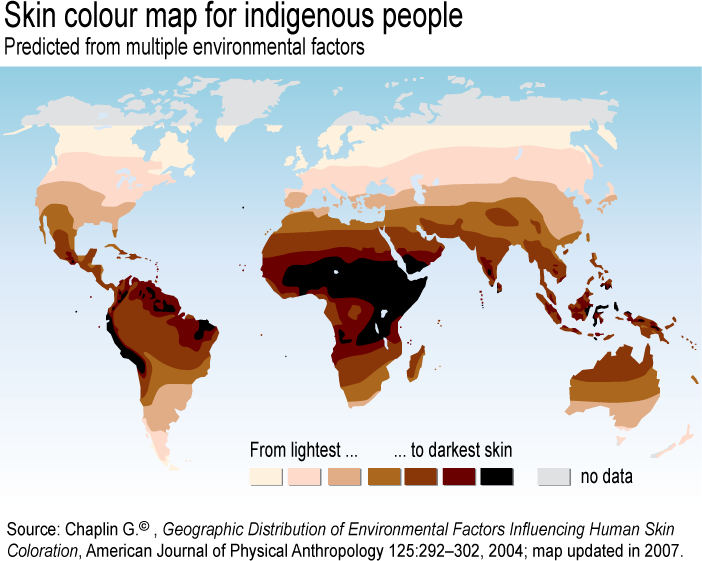 Skin colour map for indigenous people
Predicted from multiple environmental factors
From lightest ... ... to darkest skin
no data
Source: Chaplin G.© , Geographic Distribution of Environmental Factors Influencing Human Skin
Coloration, American Journal of Physical Anthropology 125:292–302, 2004; map updated in 2007.